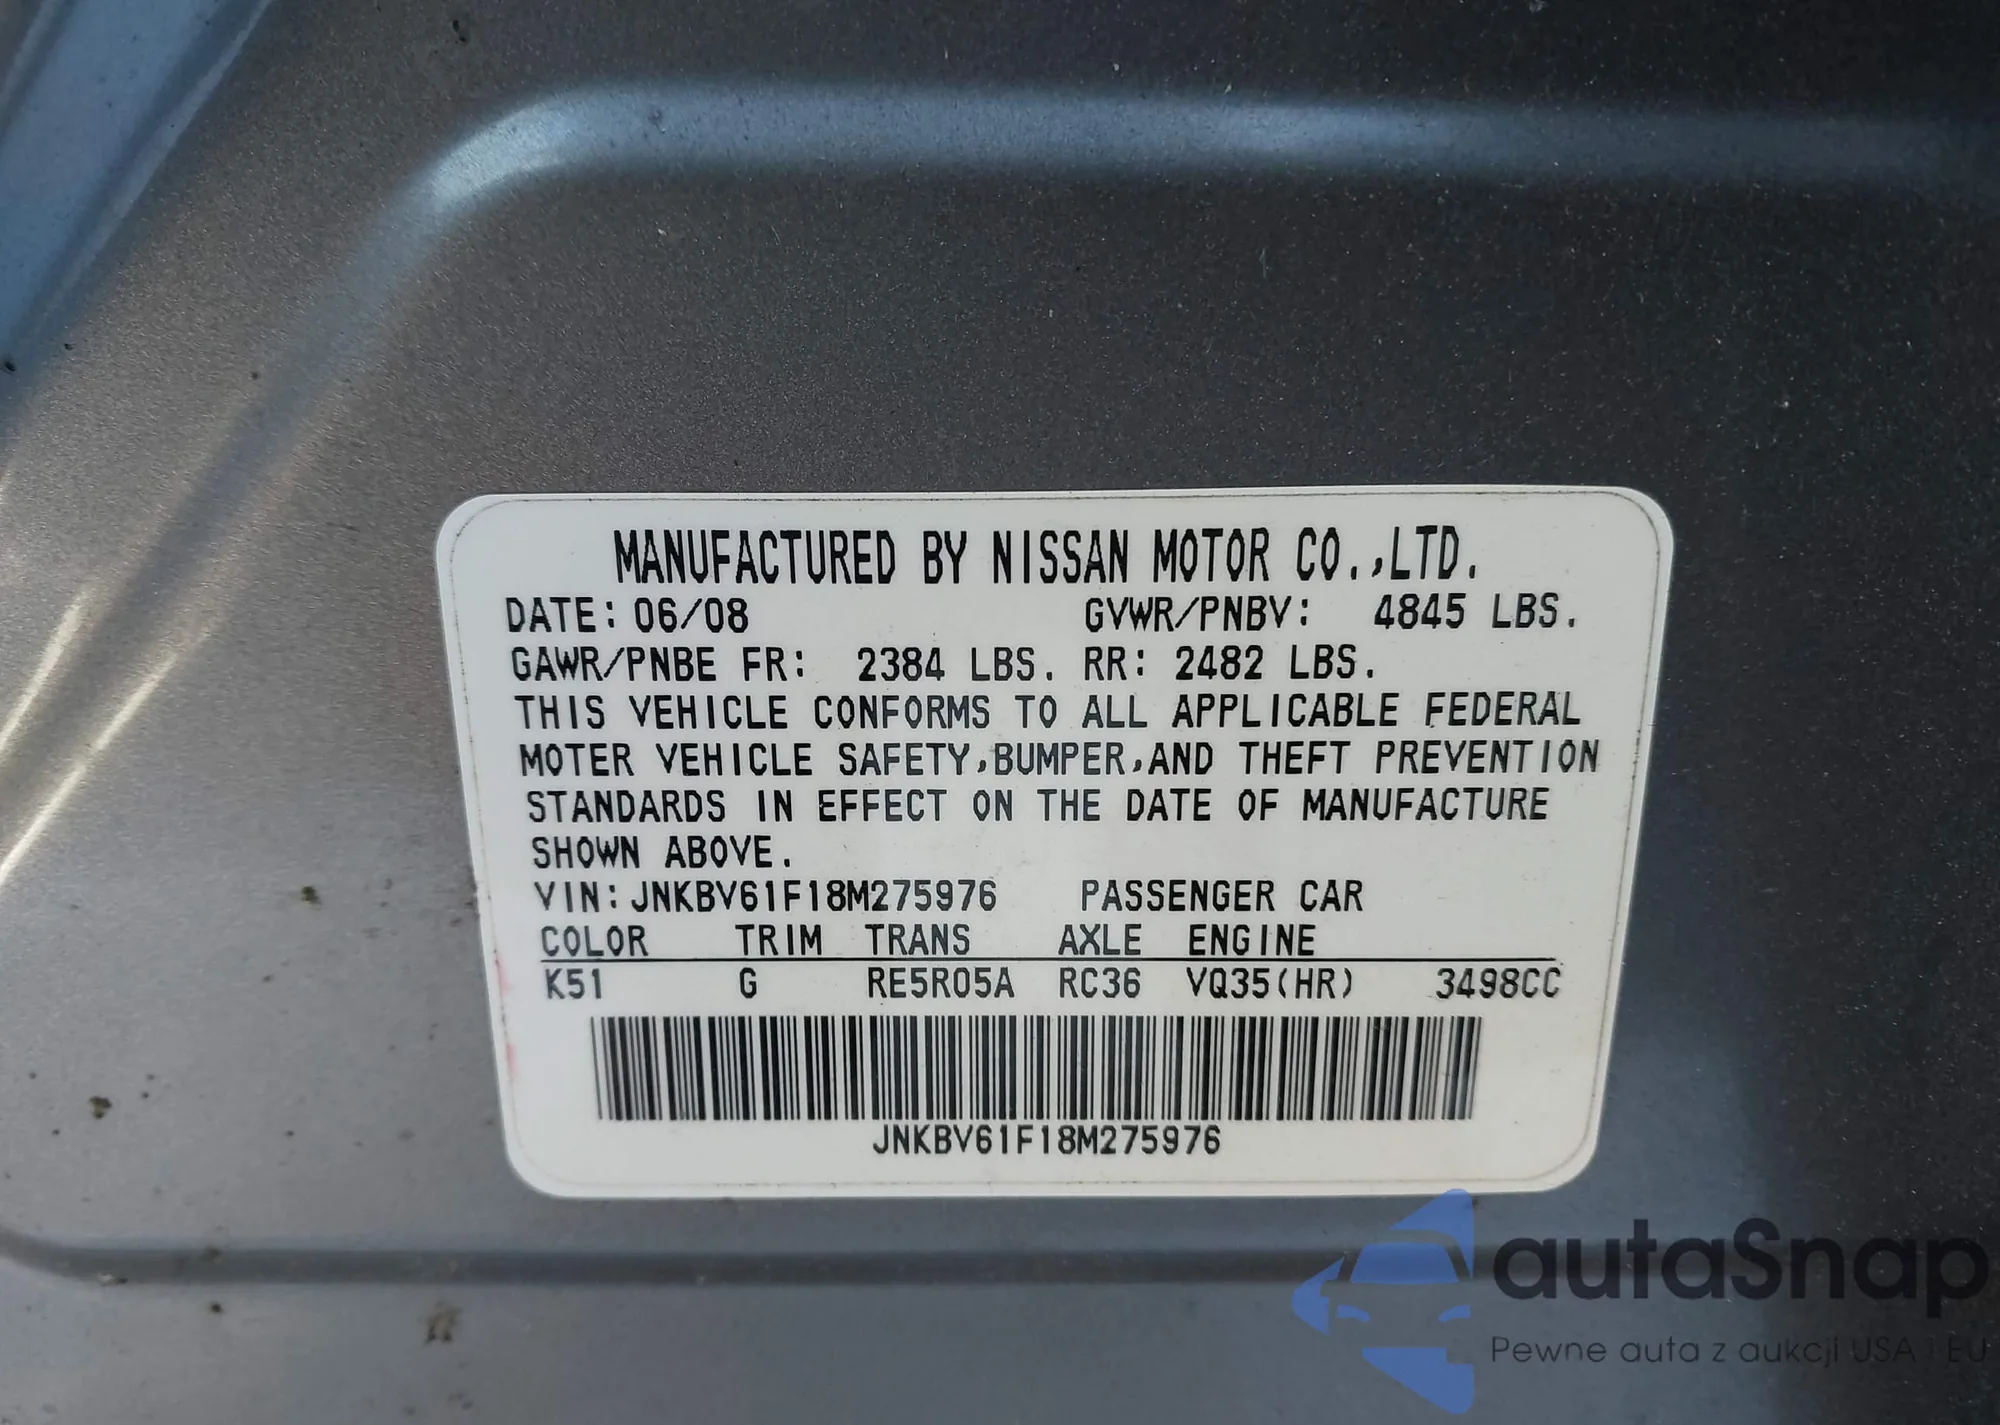 MANUFACTURED BY NISSAN MOTOR CO.,LTD.
DATE: 06/08 GVWR/PNBV: 4845 LBS.
GAWR/PNBE FR: 2384 LBS. RR: 2482 LBS.
THIS VEHICLE CONFORMS TO ALL APPLICABLE FEDERAL
MOTER VEHICLE SAFETY,BUMPER,AND THEFT PREVENTION
STANDARDS IN EFFECT ON THE DATE OF MANUFACTURE
SHOWN ABOVE.
VIN:JNKBV61F18M275976 PASSENGER CAR
COLOR TRIM TRANS AXLE ENGINE
K51 G RE5R05A RC36 VQ35(HR) 3498CC
JNKBV61F18M275976
autaSnap
Pewne auta z aukcji USA i EU